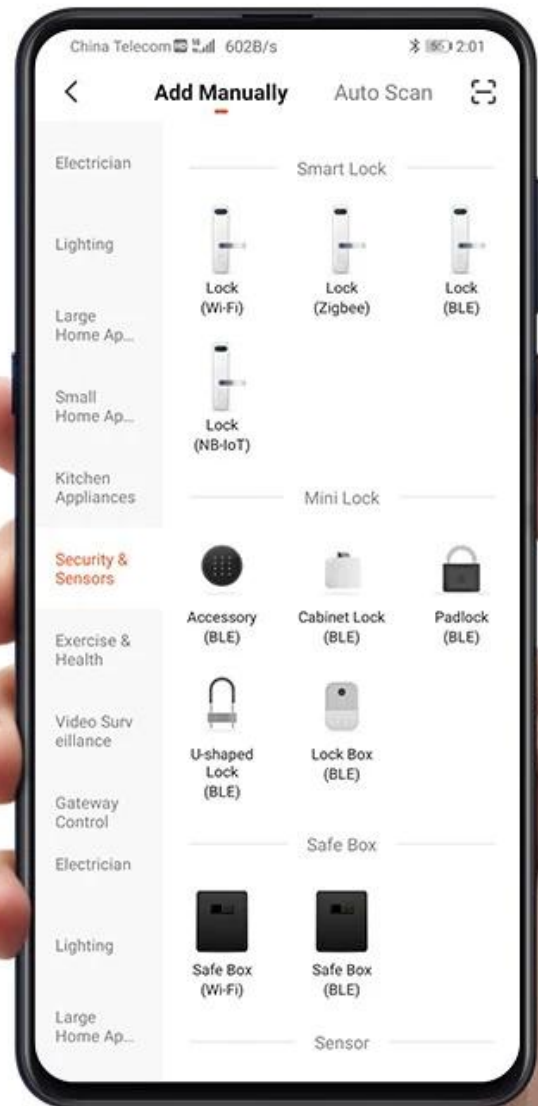 China Telecom HD 602B/s 2:01
Add Manually Auto Scan
Electrician
Lighting
Large
Home Ap...
Small
Home Ap...
Kitchen
Appliances
Security &
Sensors
Exercise &
Health
Video Surv
eillance
Gateway
Control
Electrician
Lighting
Large
Home Ap...
Smart Lock
Lock
(Wi-Fi)
Lock
(Zigbee)
Lock
(BLE)
Lock
(NB-IoT)
Mini Lock
Accessory
(BLE)
Cabinet Lock
(BLE)
Padlock
(BLE)
U-shaped
Lock
(BLE)
Lock Box
(BLE)
Safe Box
Safe Box
(Wi-Fi)
Safe Box
(BLE)
Sensor